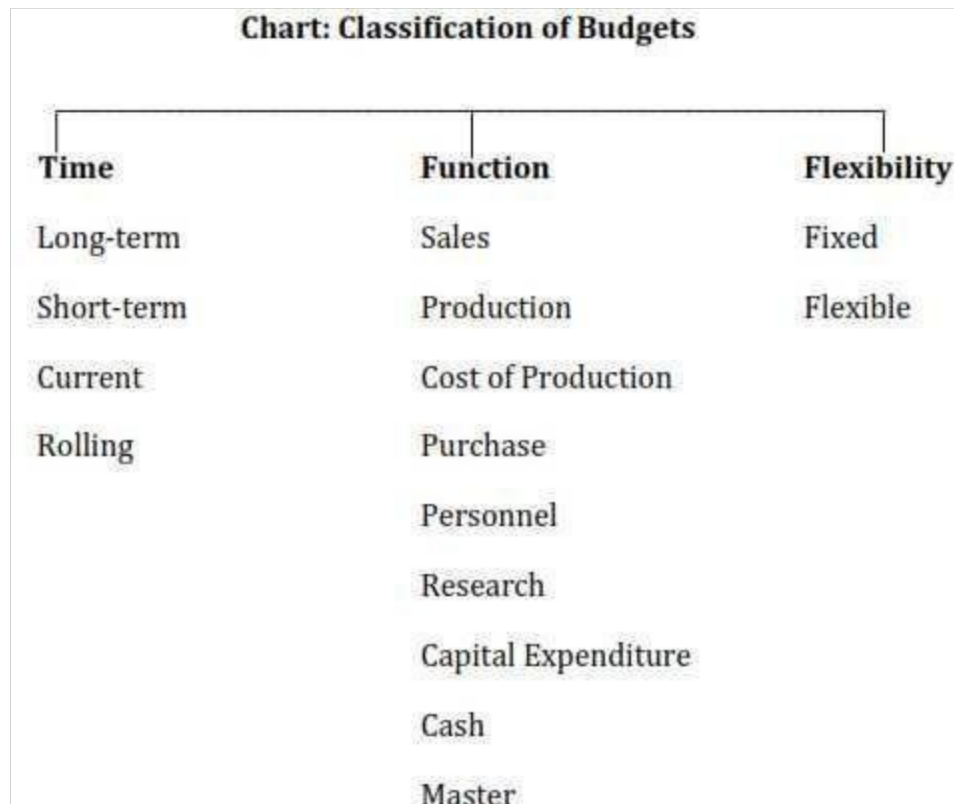 Chart: Classification of Budgets
Time Function Flexibility
Long-term Sales Fixed
Short-term Production Flexible
Current Cost of Production
Rolling Purchase
Personnel
Research
Capital Expenditure
Cash
Master